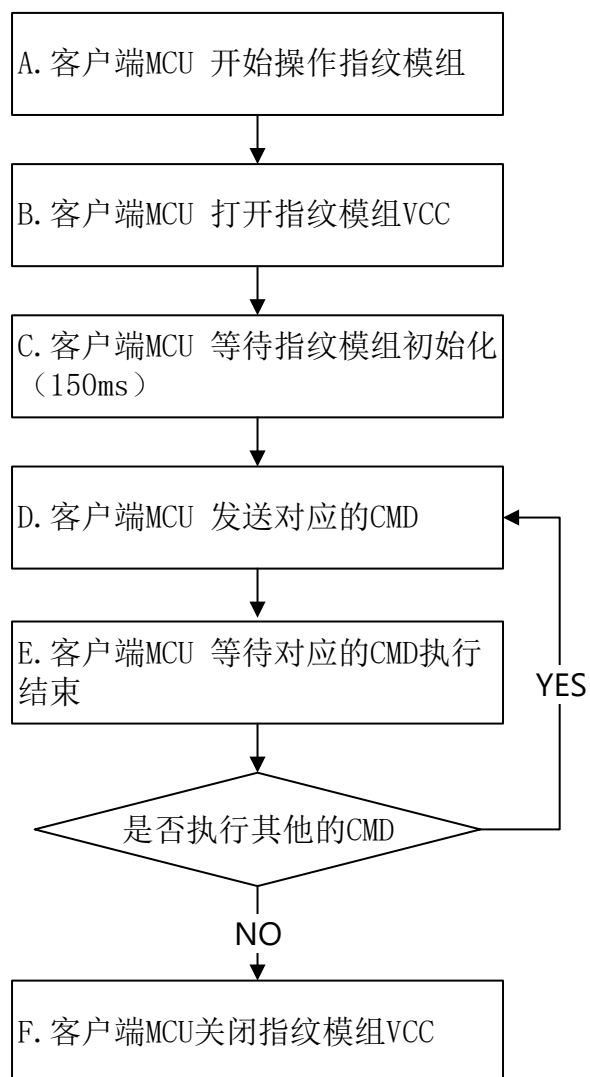 A.客户端MCU 开始操作指纹模组
B.客户端MCU 打开指纹模组VCC
C.客户端MCU 等待指纹模组初始化
（150ms）
D.客户端MCU 发送对应的CMD
E.客户端MCU 等待对应的CMD执行
结束
YES
是否执行其他的CMD
NO
F.客户端MCU关闭指纹模组VCC